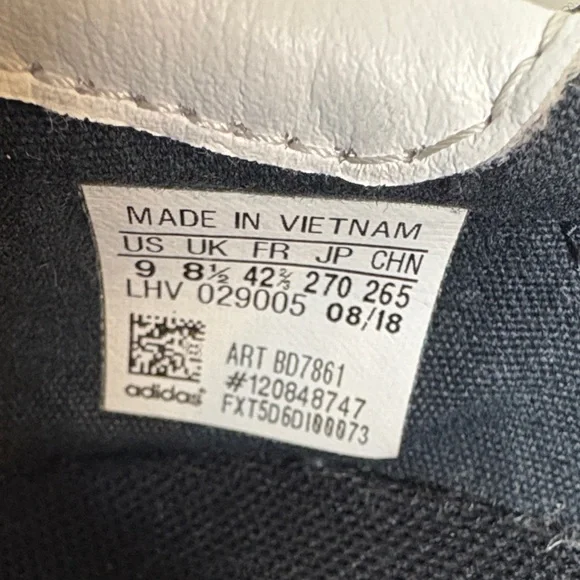 MADE IN VIETNAM
US UK FR JP CHN
9 8½ 42⅔ 270 265
LHV 029005 08/18
ART BD7861
#120848747
FXT5D6DI00073
adidas